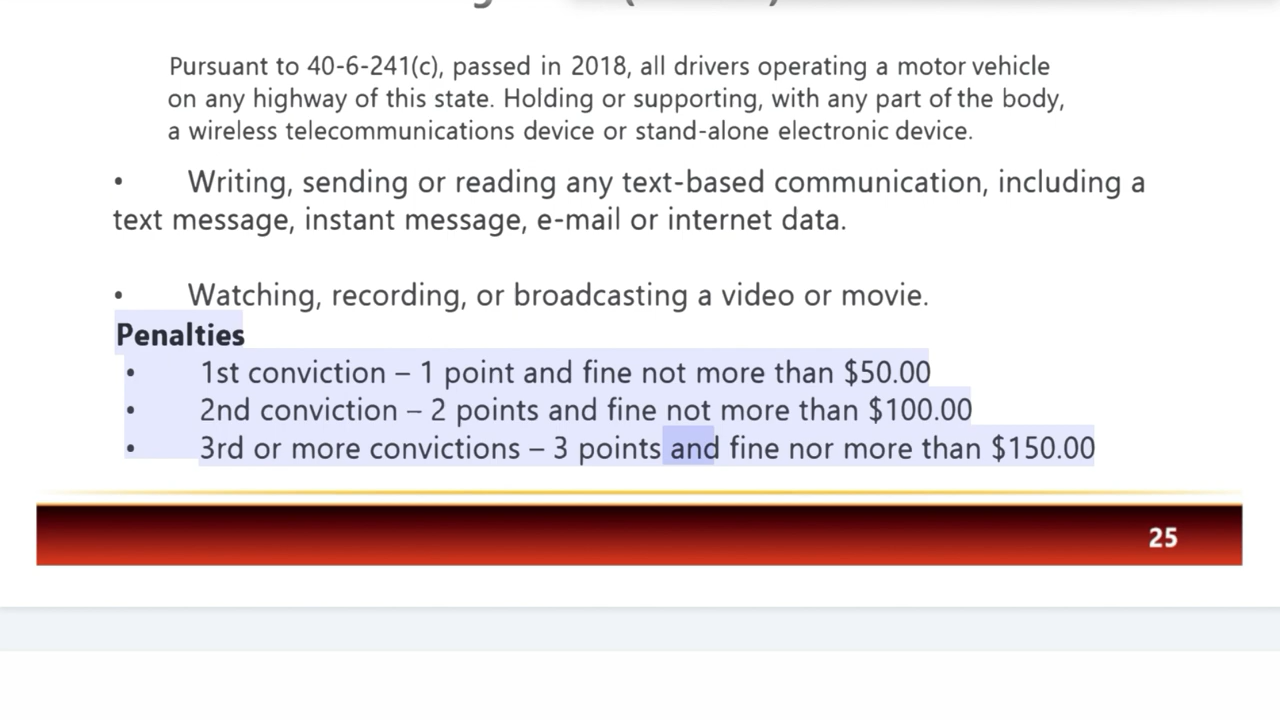 Pursuant to 40-6-241(c), passed in 2018, all drivers operating a motor vehicle
on any highway of this state. Holding or supporting, with any part of the body,
a wireless telecommunications device or stand-alone electronic device.
• Writing, sending or reading any text-based communication, including a
text message, instant message, e-mail or internet data.
• Watching, recording, or broadcasting a video or movie.
Penalties
• 1st conviction – 1 point and fine not more than $50.00
• 2nd conviction – 2 points and fine not more than $100.00
• 3rd or more convictions – 3 points and fine nor more than $150.00
25